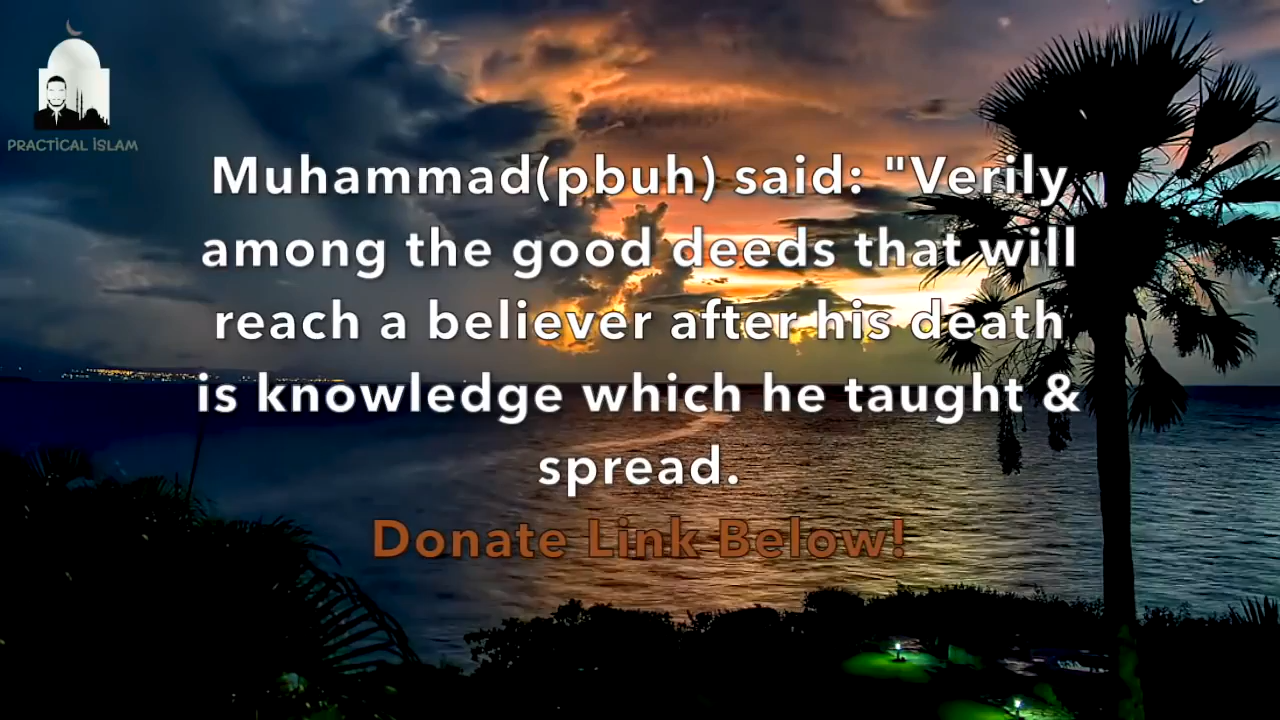 PRACTICAL ISLAM
Muhammad(pbuh) said: "Verily
among the good deeds that will
reach a believer after his death
is knowledge which he taught &
spread.
Donate Link Below!